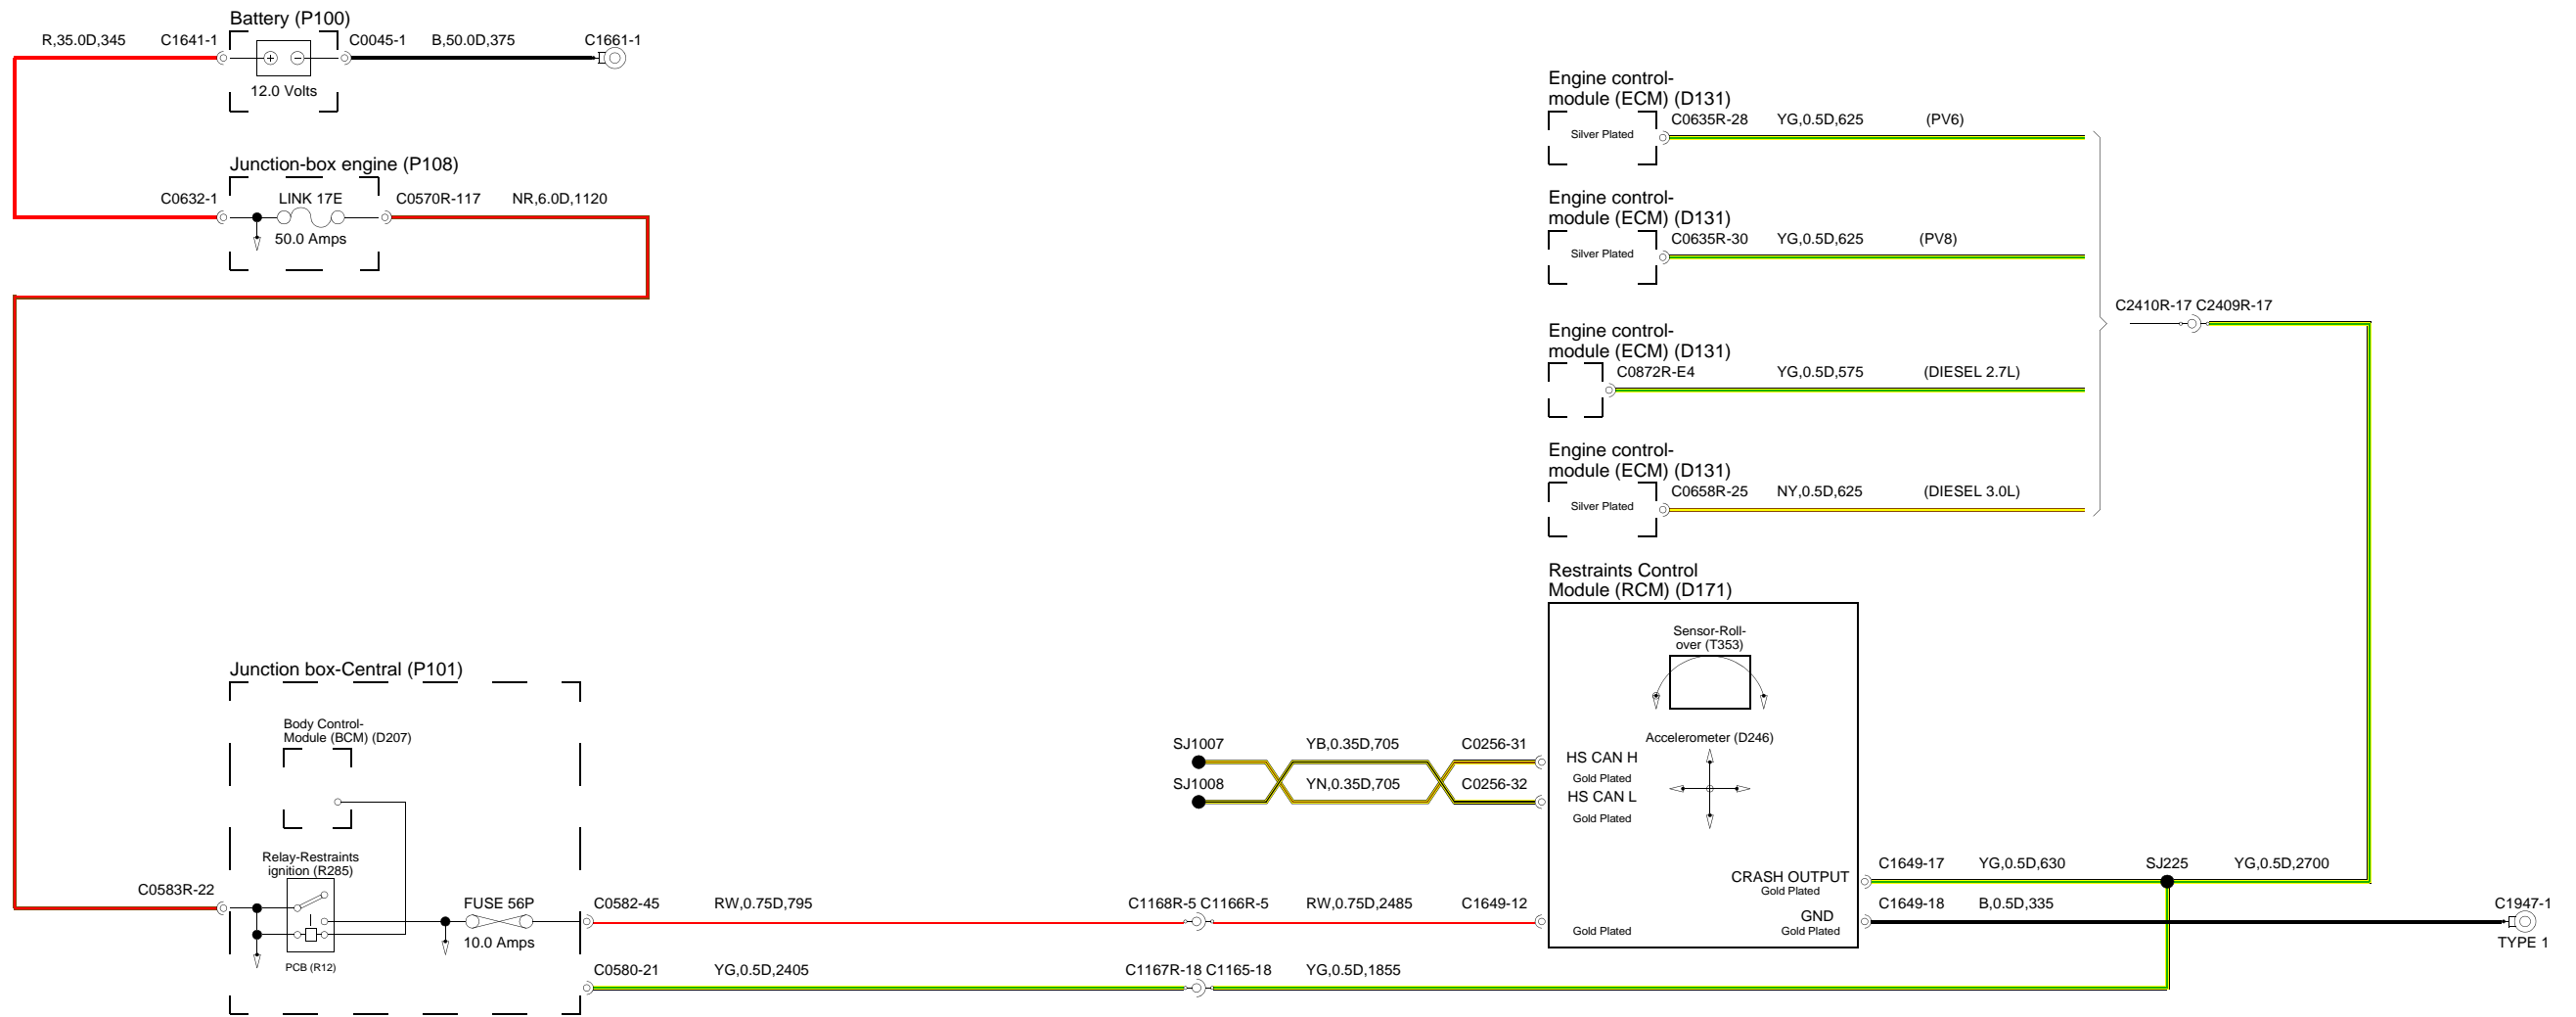 Battery (P100)
R,35.0D,345
C1641-1
C0045-1
B,50.0D,375
C1661-1
12.0 Volts
Junction-box engine (P108)
C0632-1
LINK 17E
C0570R-117
NR,6.0D,1120
50.0 Amps
Engine control-
module (ECM) (D131)
Silver Plated
C0635R-28
YG,0.5D,625
(PV6)
Engine control-
module (ECM) (D131)
Silver Plated
C0635R-30
YG,0.5D,625
(PV8)
C2410R-17 C2409R-17
Engine control-
module (ECM) (D131)
C0872R-E4
YG,0.5D,575
(DIESEL 2.7L)
Engine control-
module (ECM) (D131)
Silver Plated
C0658R-25
NY,0.5D,625
(DIESEL 3.0L)
Restraints Control
Module (RCM) (D171)
Sensor-Roll-
over (T353)
Accelerometer (D246)
SJ1007
YB,0.35D,705
C0256-31
HS CAN H
Gold Plated
SJ1008
YN,0.35D,705
C0256-32
HS CAN L
Gold Plated
Junction box-Central (P101)
Body Control-
Module (BCM) (D207)
Relay-Restraints
ignition (R285)
C0583R-22
PCB (R12)
FUSE 56P
10.0 Amps
C0582-45
RW,0.75D,795
C1168R-5 C1166R-5
RW,0.75D,2485
C1649-12
Gold Plated
CRASH OUTPUT
Gold Plated
C1649-17
YG,0.5D,630
SJ225
YG,0.5D,2700
GND
Gold Plated
C1649-18
B,0.5D,335
C1947-1
TYPE 1
C0580-21
YG,0.5D,2405
C1167R-18 C1165-18
YG,0.5D,1855